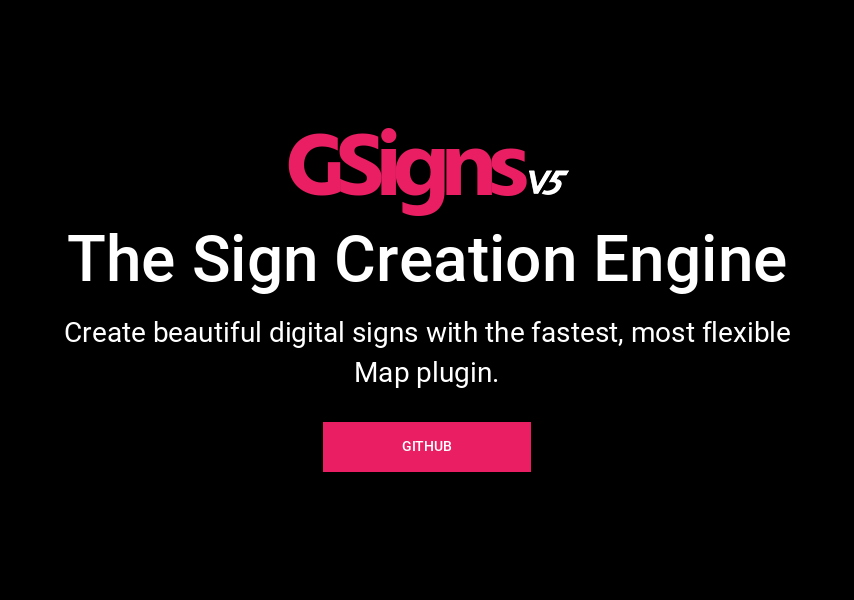 GSigns V5
The Sign Creation Engine
Create beautiful digital signs with the fastest, most flexible
Map plugin.
GITHUB